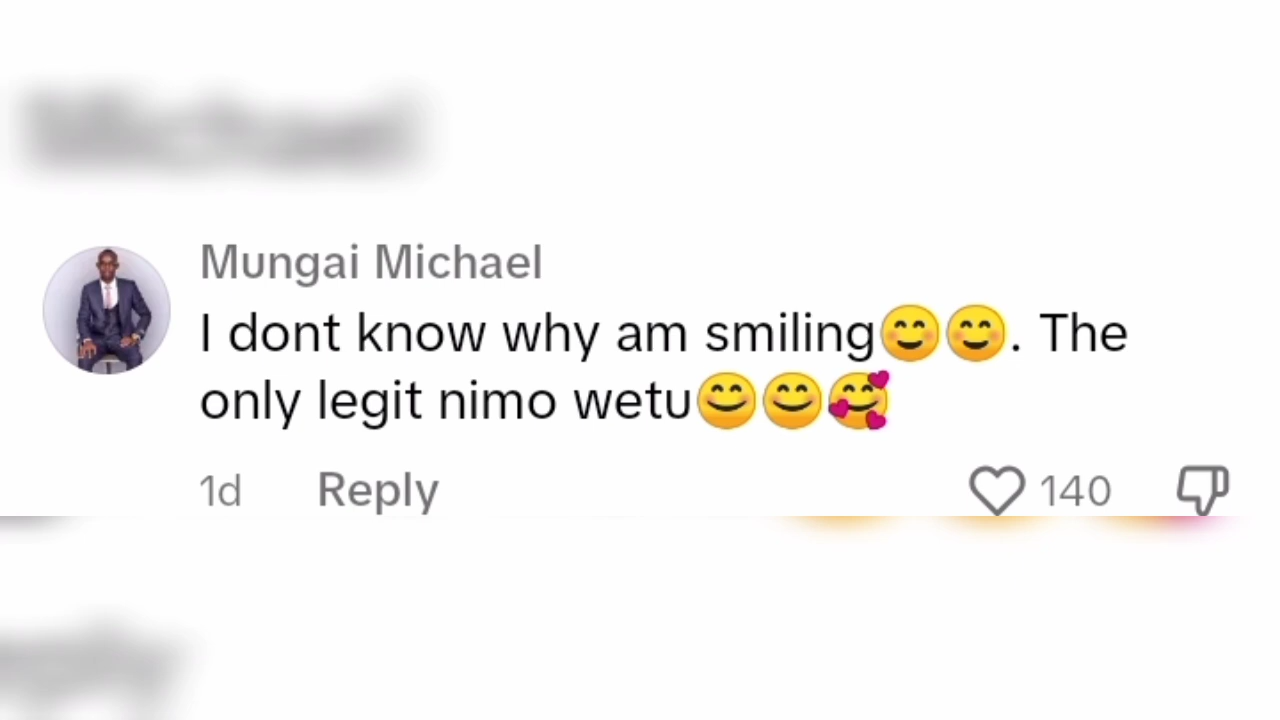 Mungai Michael
I dont know why am smiling😊😊. The
only legit nimo wetu😊😊🥰
1d Reply 140